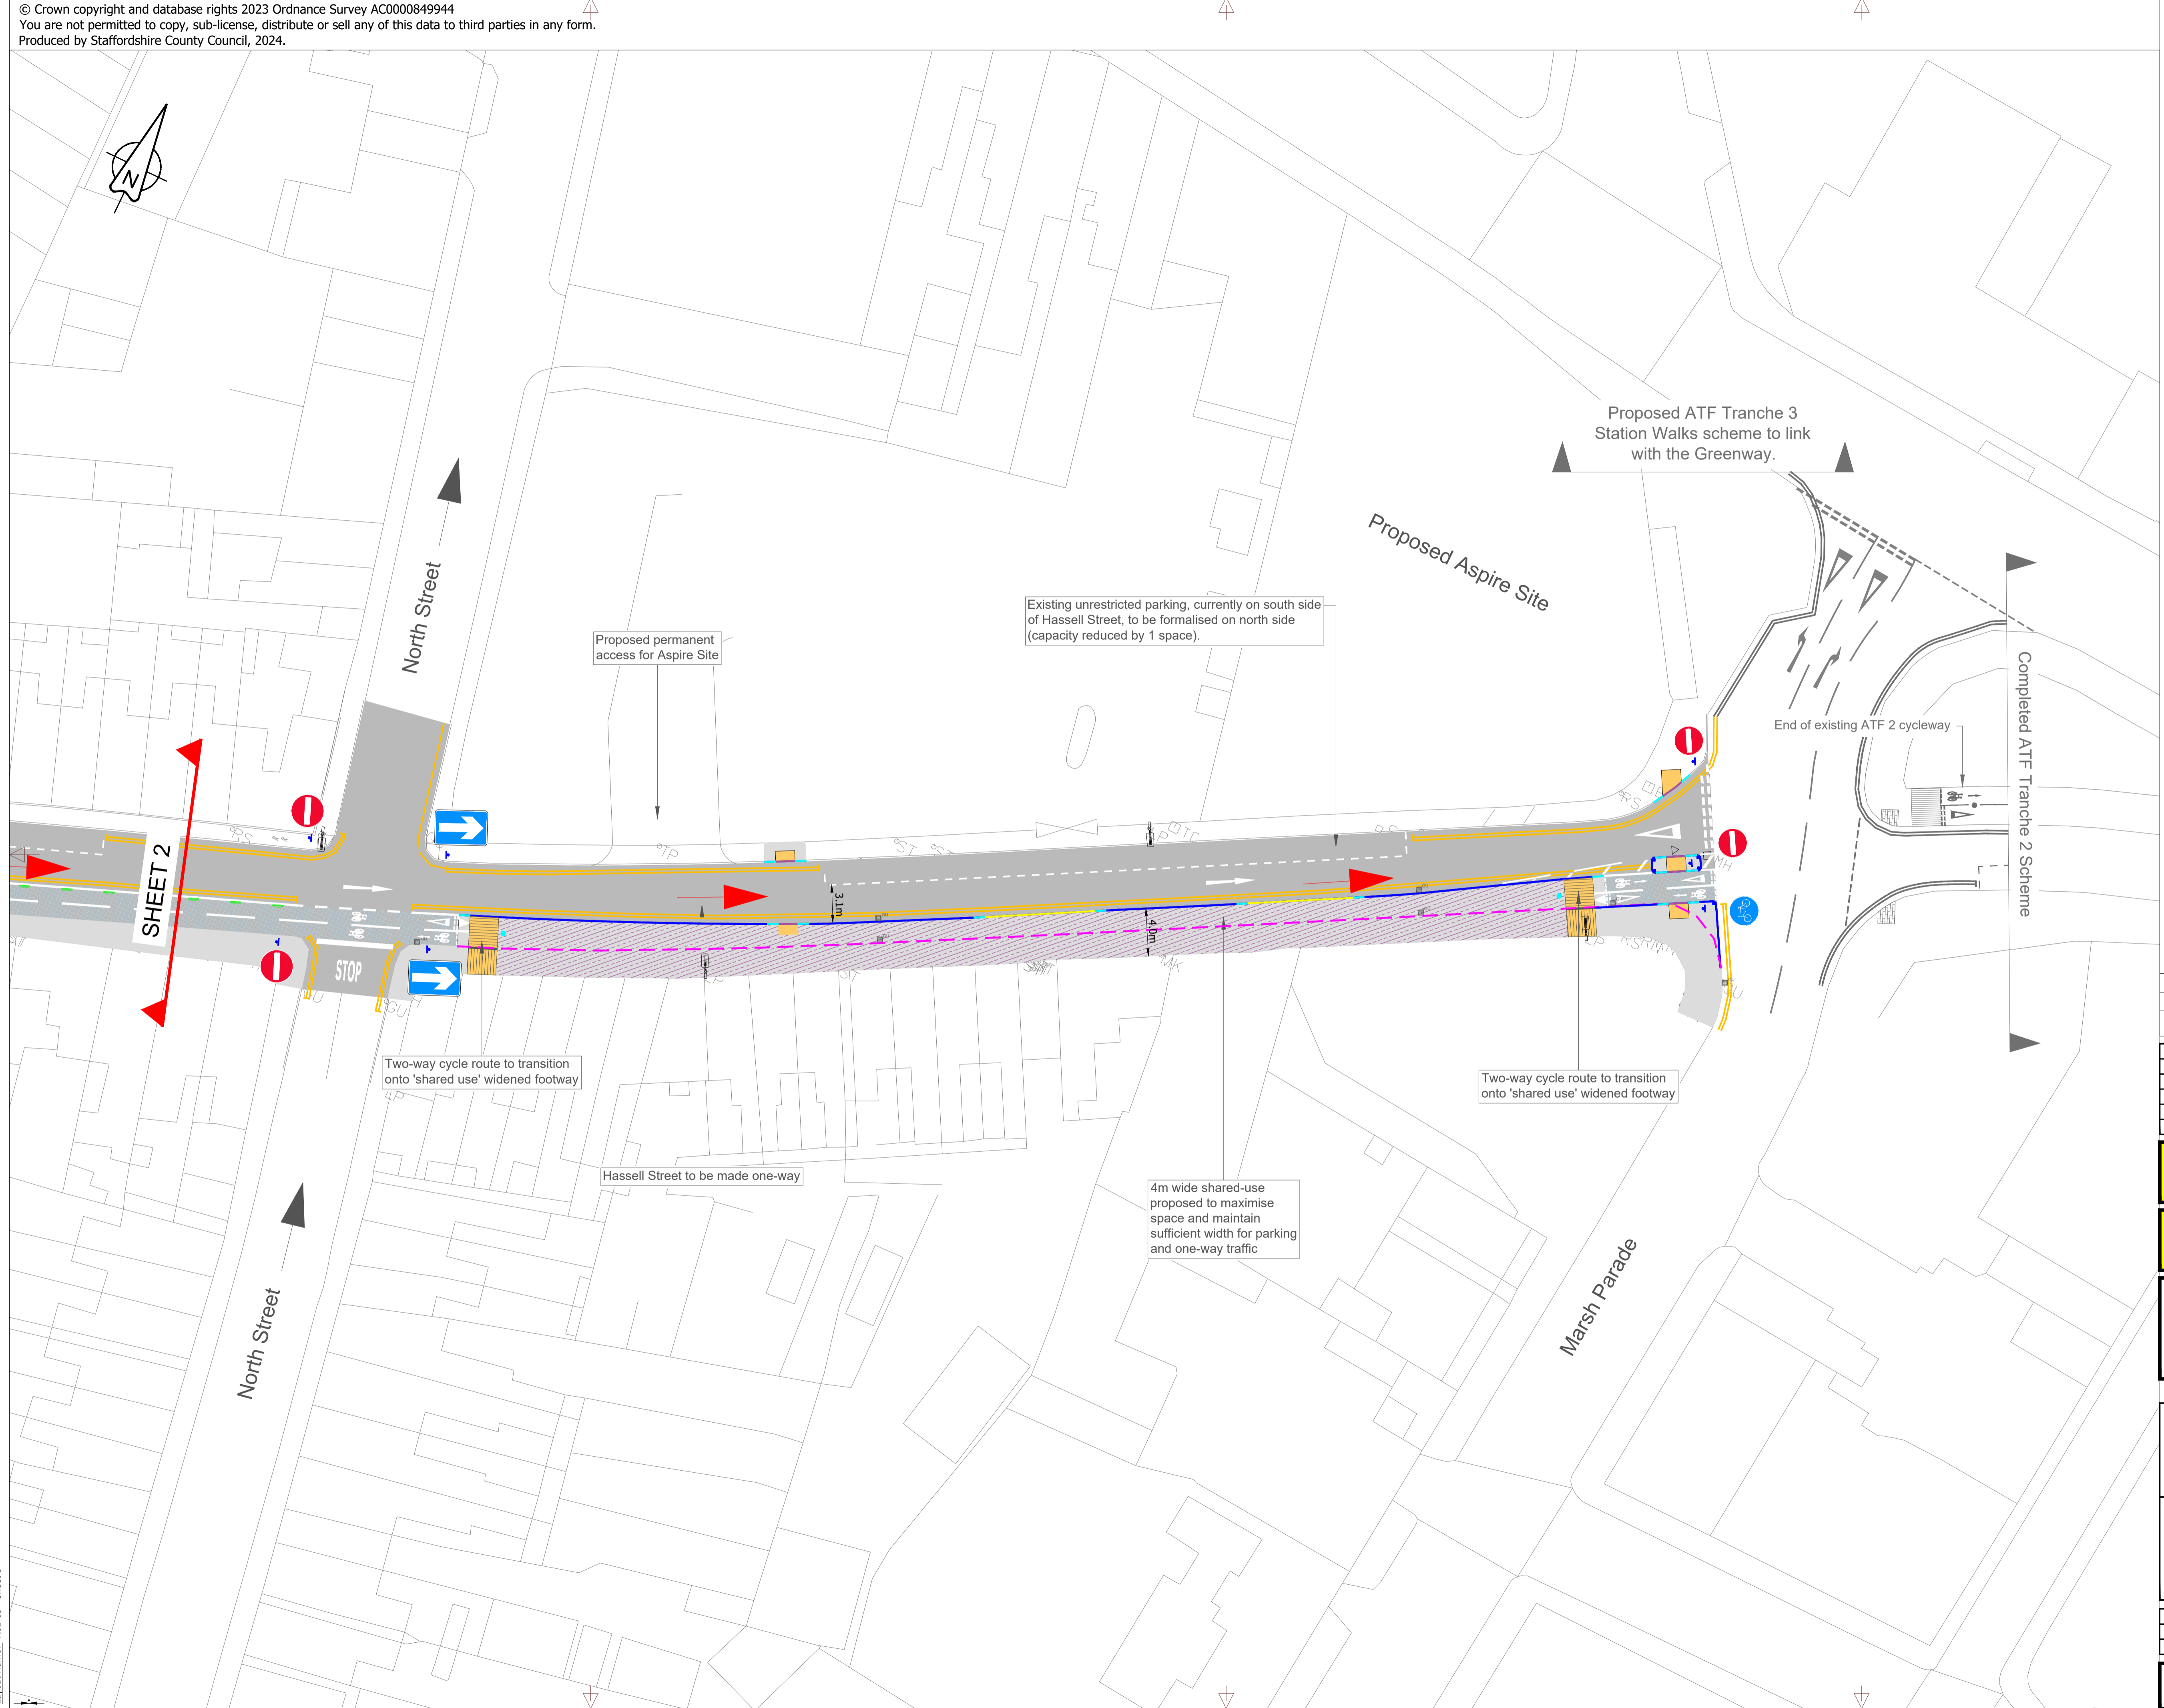 © Crown copyright and database rights 2023 Ordnance Survey AC0000849944
You are not permitted to copy, sub-license, distribute or sell any of this data to third parties in any form.
Produced by Staffordshire County Council, 2024.
N
Proposed ATF Tranche 3
Station Walks scheme to link
with the Greenway.
Proposed Aspire Site
North Street
Existing unrestricted parking, currently on south side
of Hassell Street, to be formalised on north side
(capacity reduced by 1 space).
Proposed permanent
access for Aspire Site
End of existing ATF 2 cycleway
Completed ATF Tranche 2 Scheme
SHEET 2
RS
TP
ST
RS
MH
3.1m
4.0m
STOP
MK
GU
Two-way cycle route to transition
onto 'shared use' widened footway
Two-way cycle route to transition
onto 'shared use' widened footway
Hassell Street to be made one-way
4m wide shared-use
proposed to maximise
space and maintain
sufficient width for parking
and one-way traffic
North Street
Marsh Parade